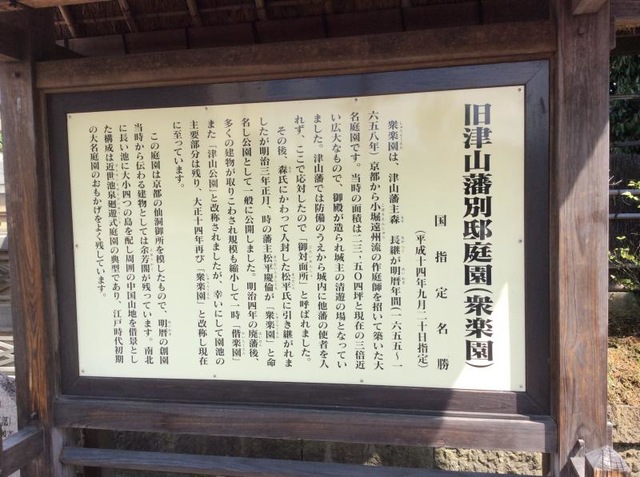 旧津山藩別邸庭園(衆楽園)
国指定名勝
(平成十四年九月二十日指定)
衆楽園は、津山藩主森 長継が明暦年間(一六五五〜一
六五八年)京都から小堀遠州流の作庭師を招いて築いた大
名庭園です。当時の面積は二三、五〇四坪と現在の三倍近
い広大なもので、御殿が造られ城主の清遊の場となってい
ました。津山藩では防備のうえから城内に他藩の使者を入
れず、ここで応対したので「御対面所」と呼ばれました。
その後、森氏にかわって入封した松平氏に引き継がれま
したが明治三年正月、時の藩主松平慶倫が「衆楽園」と命
名し公園として一般に公開しました。明治四年の廃藩後、
多くの建物が取りこわされ規模も縮小して一時「偕楽園」
また「津山公園」と改称されましたが、幸いにして園池の
主要部分は残り、大正十四年再び「衆楽園」と改称し現在
に至っています。
この庭園は京都の仙洞御所を模したもので、明暦の創園
当時から伝わる建物としては余芳閣が残っています。南北
に長い池に大小四つの島を配し周囲の中国山地を借景とし
た構成は近世池泉廻遊式庭園の典型であり、江戸時代初期
の大名庭園のおもかげをよく残しています。